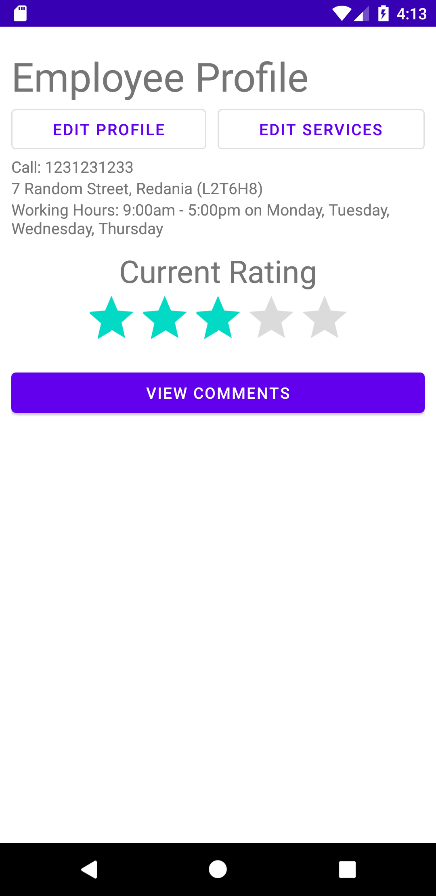 4:13
Employee Profile
EDIT PROFILE
EDIT SERVICES
Call: 1231231233
7 Random Street, Redania (L2T6H8)
Working Hours: 9:00am - 5:00pm on Monday, Tuesday,
Wednesday, Thursday
Current Rating
VIEW COMMENTS